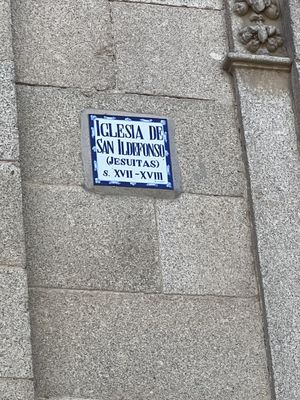 IGLESIA DE
SAN ILDEFONSO
(JESUITAS)
S. XVII-XVIII